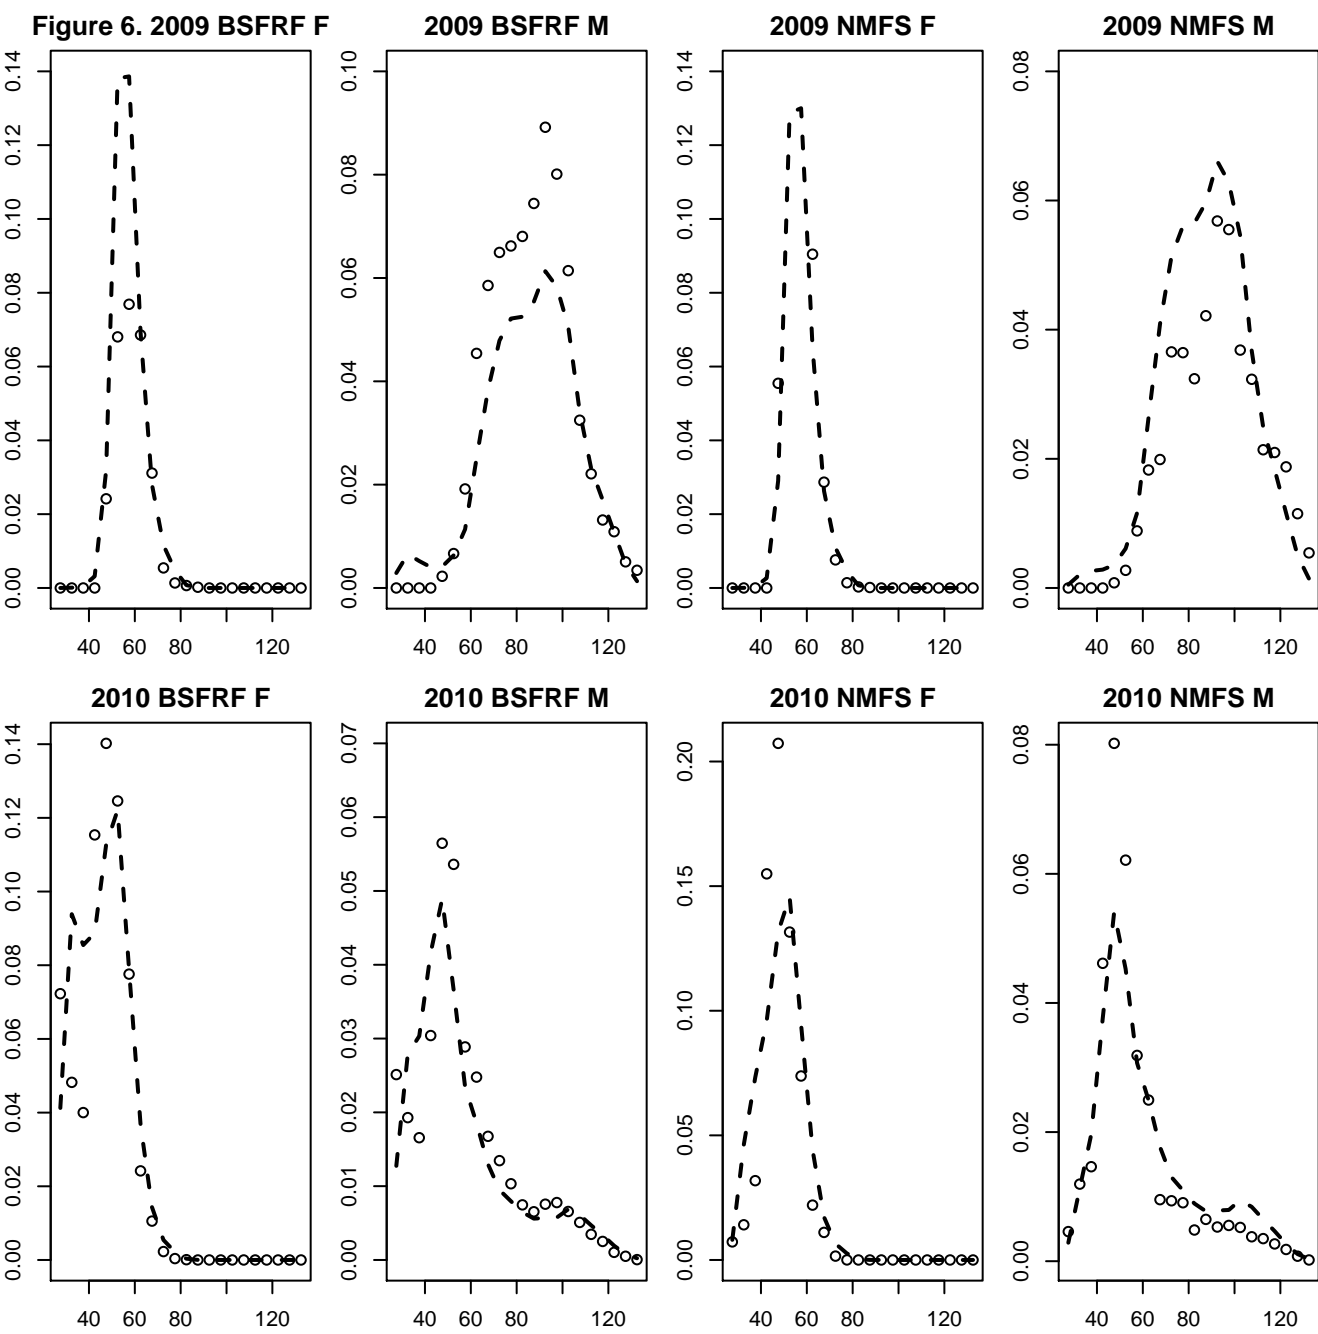 Figure 6. 2009 BSFRF F
0.00 0.02 0.04 0.06 0.08 0.10 0.12 0.14
40 60 80 120
2009 BSFRF M
0.00 0.02 0.04 0.06 0.08 0.10
40 60 80 120
2009 NMFS F
0.00 0.02 0.04 0.06 0.08 0.10 0.12 0.14
40 60 80 120
2009 NMFS M
0.00 0.02 0.04 0.06 0.08
40 60 80 120
2010 BSFRF F
0.00 0.02 0.04 0.06 0.08 0.10 0.12 0.14
40 60 80 120
2010 BSFRF M
0.00 0.01 0.02 0.03 0.04 0.05 0.06 0.07
40 60 80 120
2010 NMFS F
0.00 0.05 0.10 0.15 0.20
40 60 80 120
2010 NMFS M
0.00 0.02 0.04 0.06 0.08
40 60 80 120